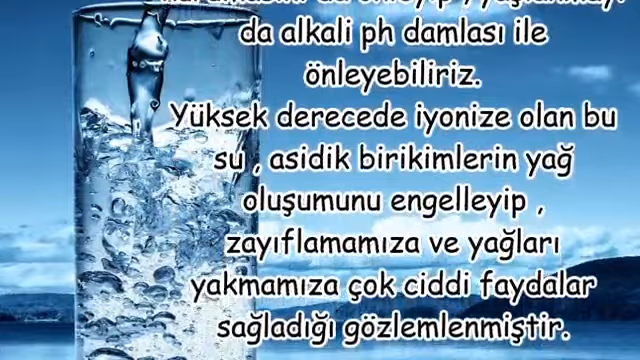 da alkali ph damlası ile
önleyebiliriz.
Yüksek derecede iyonize olan bu
su , asidik birikimlerin yağ
oluşumunu engelleyip ,
zayıflamamıza ve yağları
yakmamıza çok ciddi faydalar
sağladığı gözlemlenmiştir.